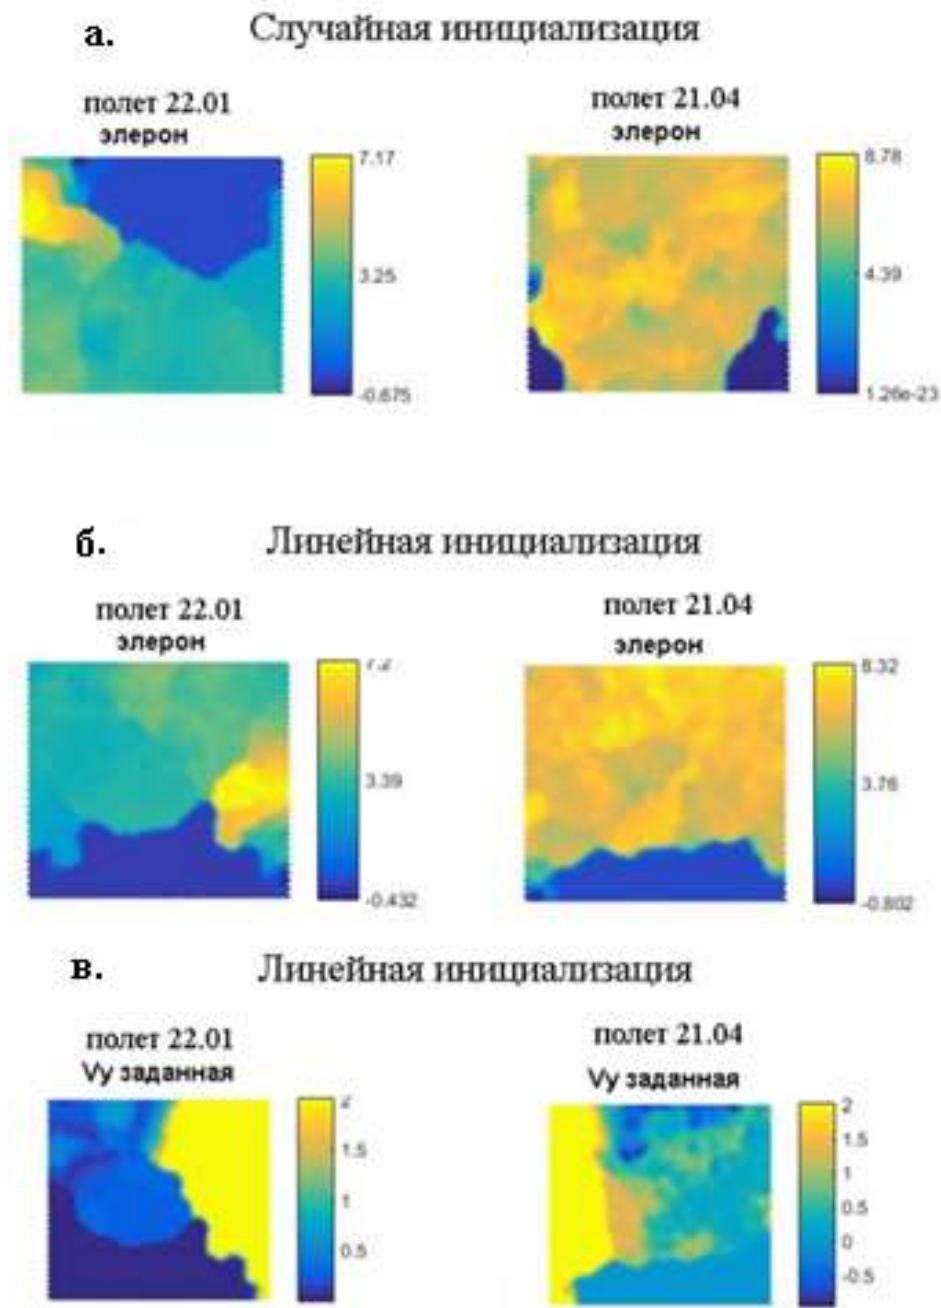 а. Случайная инициализация
полет 22.01
элерон
полет 21.04
элерон
7.17
3.25
-0.675
8.78
4.39
1.26e-23
б. Линейная инициализация
полет 22.01
элерон
полет 21.04
элерон
7.2
3.39
-0.432
8.32
3.76
-0.802
в. Линейная инициализация
полет 22.01
Vy заданная
полет 21.04
Vy заданная
2
1.5
1
0.5
2
1.5
1
0.5
0
-0.5